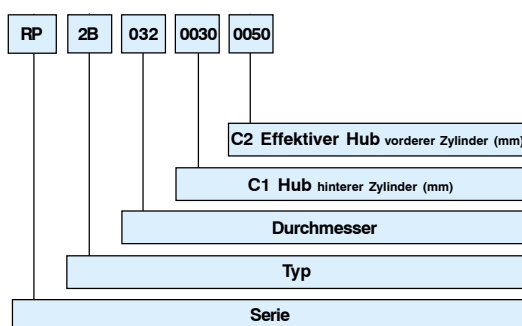 RP 2B 032 0030 0050
C2 Effektiver Hub vorderer Zylinder (mm)
C1 Hub hinterer Zylinder (mm)
Durchmesser
Typ
Serie